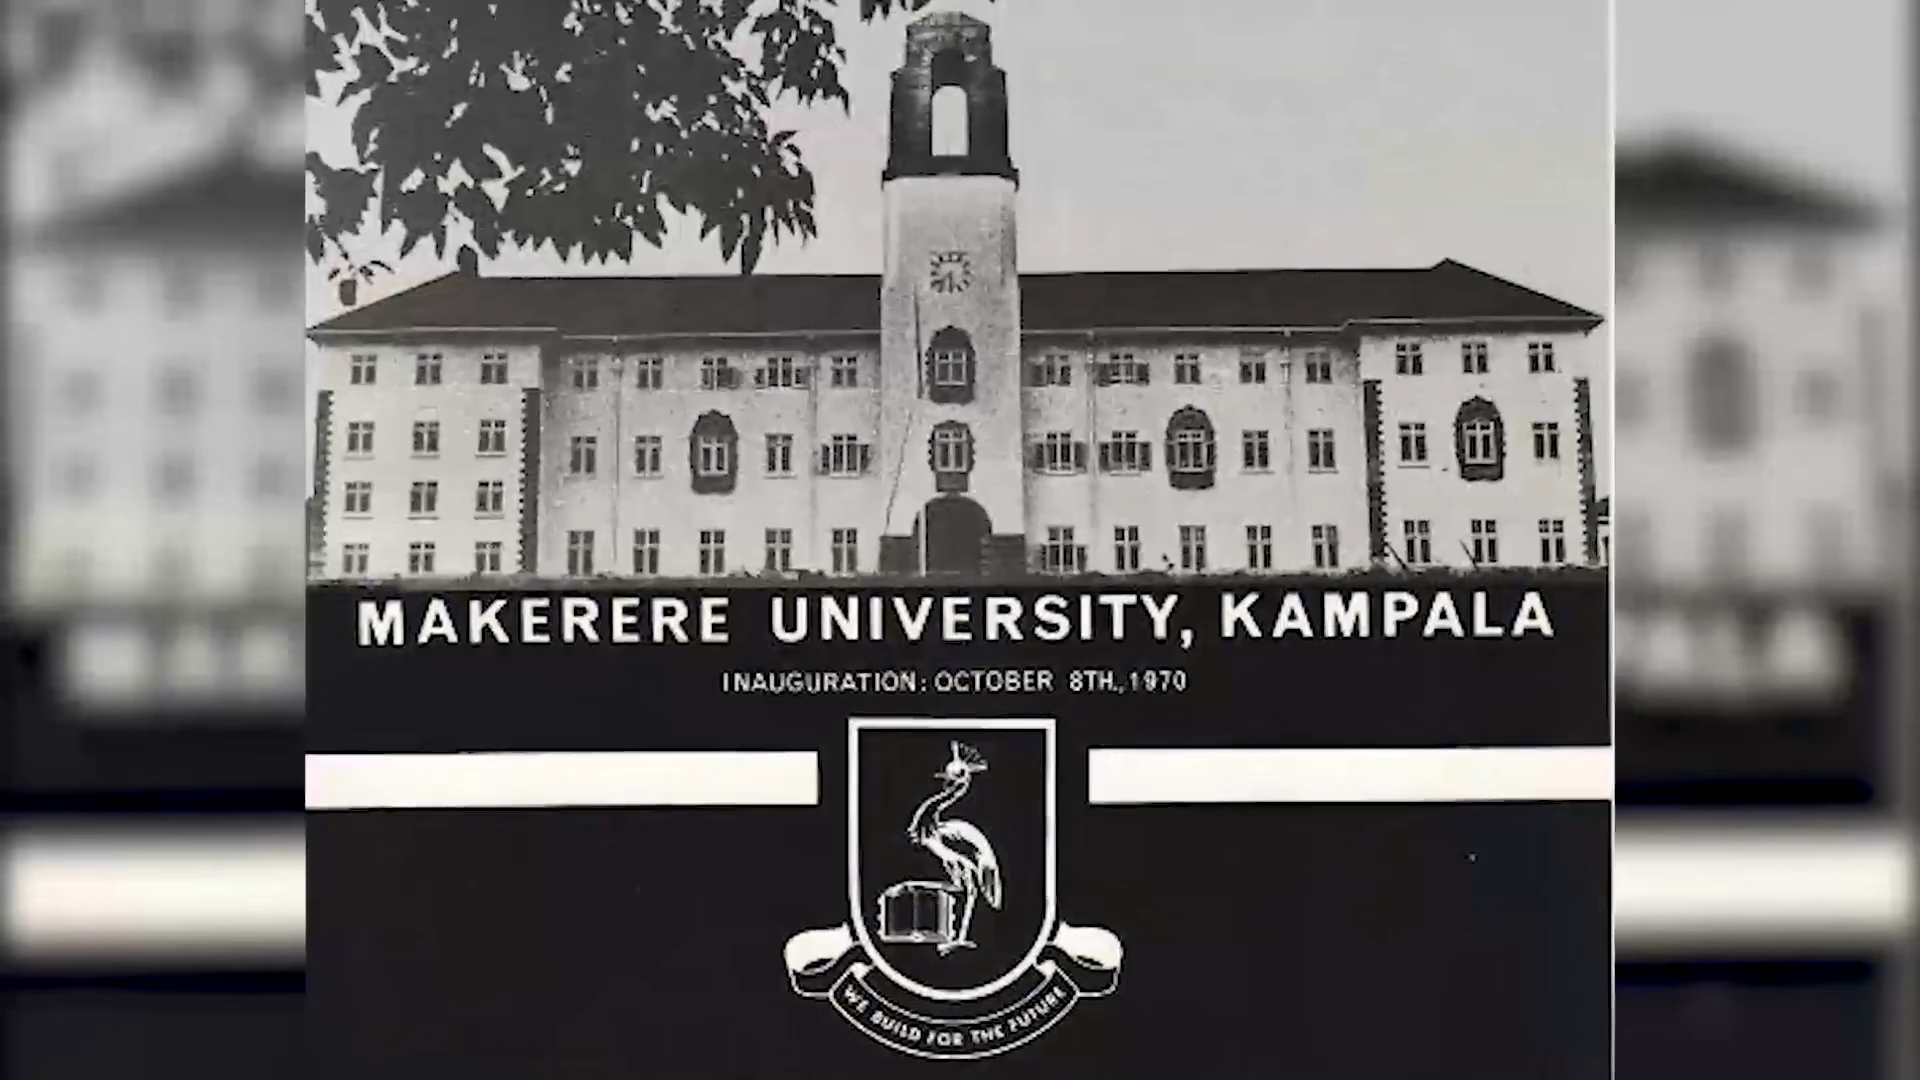 MAKERERE UNIVERSITY, KAMPALA
INAUGURATION: OCTOBER 8TH., 1970
WE BUILD FOR THE FUTURE